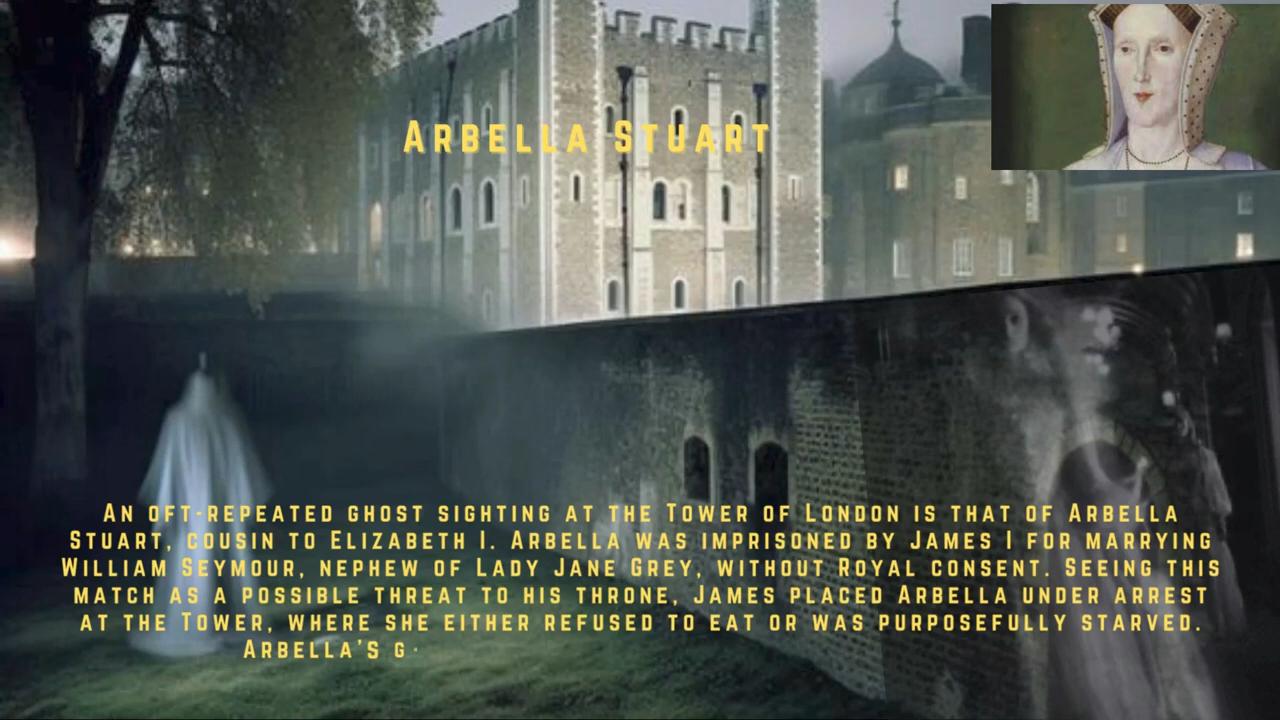 Arbella Stuart
An oft-repeated ghost sighting at the Tower of London is that of Arbella
Stuart, cousin to Elizabeth I. Arbella was imprisoned by James I for marrying
William Seymour, nephew of Lady Jane Grey, without Royal consent. Seeing this
match as a possible threat to his throne, James placed Arbella under arrest
at the Tower, where she either refused to eat or was purposefully starved.
Arbella's g